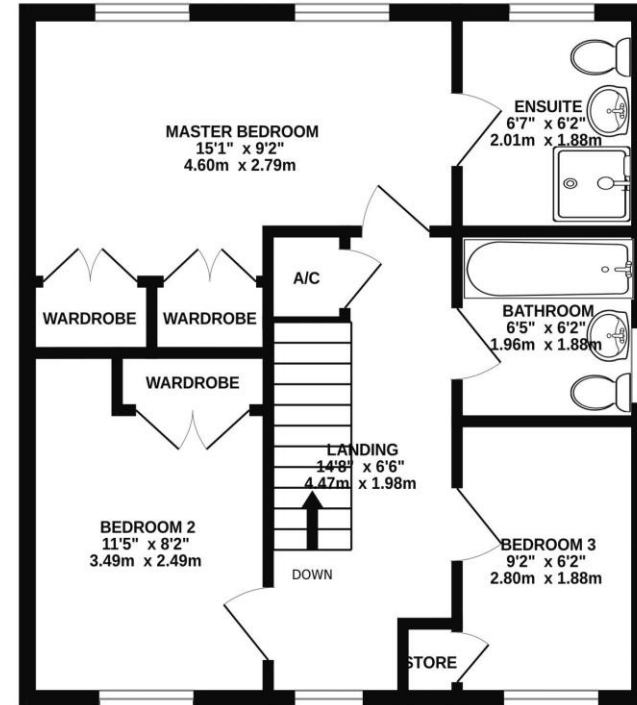 MASTER BEDROOM
15'1" x 9'2"
4.60m x 2.79m
ENSUITE
6'7" x 6'2"
2.01m x 1.88m
A/C
WARDROBE
WARDROBE
BATHROOM
6'5" x 6'2"
1.96m x 1.88m
WARDROBE
LANDING
14'8" x 6'6"
4.47m x 1.98m
BEDROOM 2
11'5" x 8'2"
3.49m x 2.49m
DOWN
BEDROOM 3
9'2" x 6'2"
2.80m x 1.88m
STORE